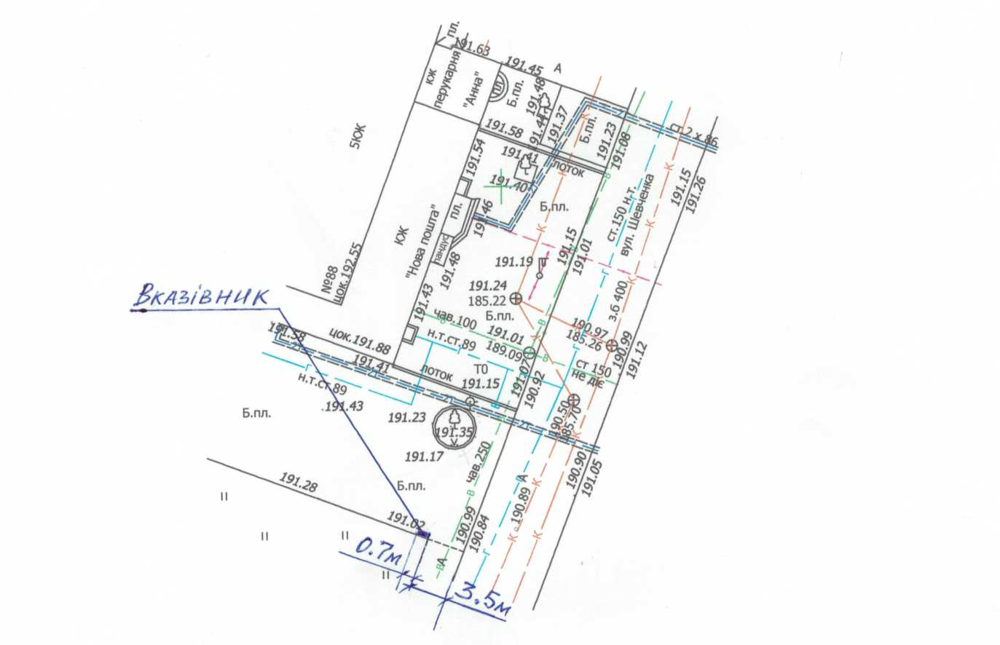 пл.
191.63
191.45
А
КЖ
перукарня
"Анна"
пл.
Б.пл.
191.48
191.44
191.37
Б.пл.
191.23
191.08
ст.2 х 86
К
191.58
5ЮК
191.54
191.41
191.40
лоток
К
К
191.15
191.26
ст.150 н.т.
вул. Шевченка
В
Б.пл.
пл.
191.46
КЖ
"Нова пошта"
пандус
191.48
К
К
191.15
191.01
В
191.19
Г
К
№88
цок.192.55
191.24
185.22
з.б 400
Вказівник
191.43
чав.100
В
Б.пл.
В
К
190.97
185.26
190.99
191.12
191.58
цок.191.88
191.01
н.т.ст.89
189.09
В
ст 150
не діє
191.41
лоток
Т0
191.15
191.07
190.92
Г
н.т.ст 89
191.43
Б.пл.
191.23
191.35
В
190.50
185.70
К
191.17
чав.250
190.90
191.05
Б.пл.
191.28
В
А
К
190.89
191.02
190.99
190.84
К
К
0.7м
А
В
Г
3.5м